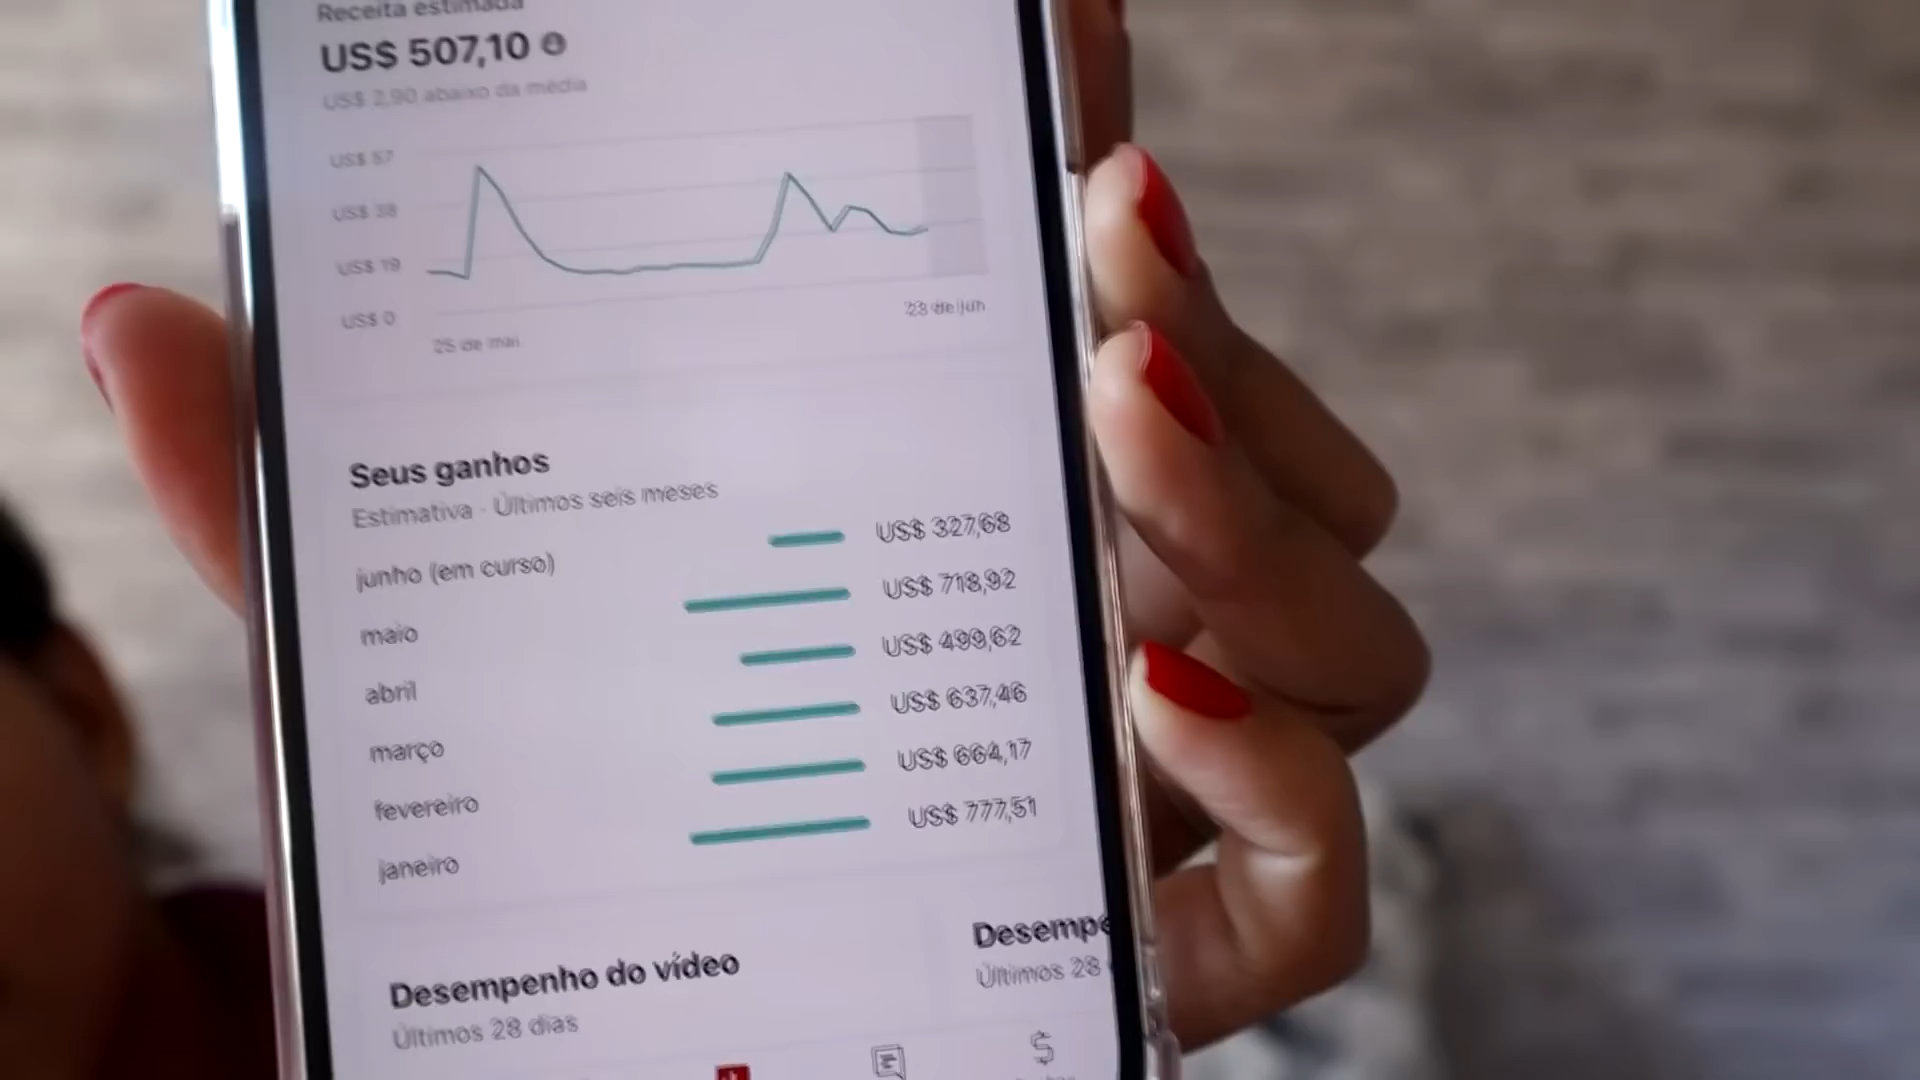 Receita estimada
US$ 507,10
US$ 2,90 abaixo da média
US$ 57
US$ 38
US$ 19
US$ 0
25 de mai.
23 de jun
Seus ganhos
Estimativa · Últimos seis meses
junho (em curso) US$ 327,68
maio US$ 718,92
abril US$ 499,62
março US$ 637,46
fevereiro US$ 664,17
janeiro US$ 777,51
Desempenho do vídeo
Últimos 28 dias
Desempe
Últimos 28
$